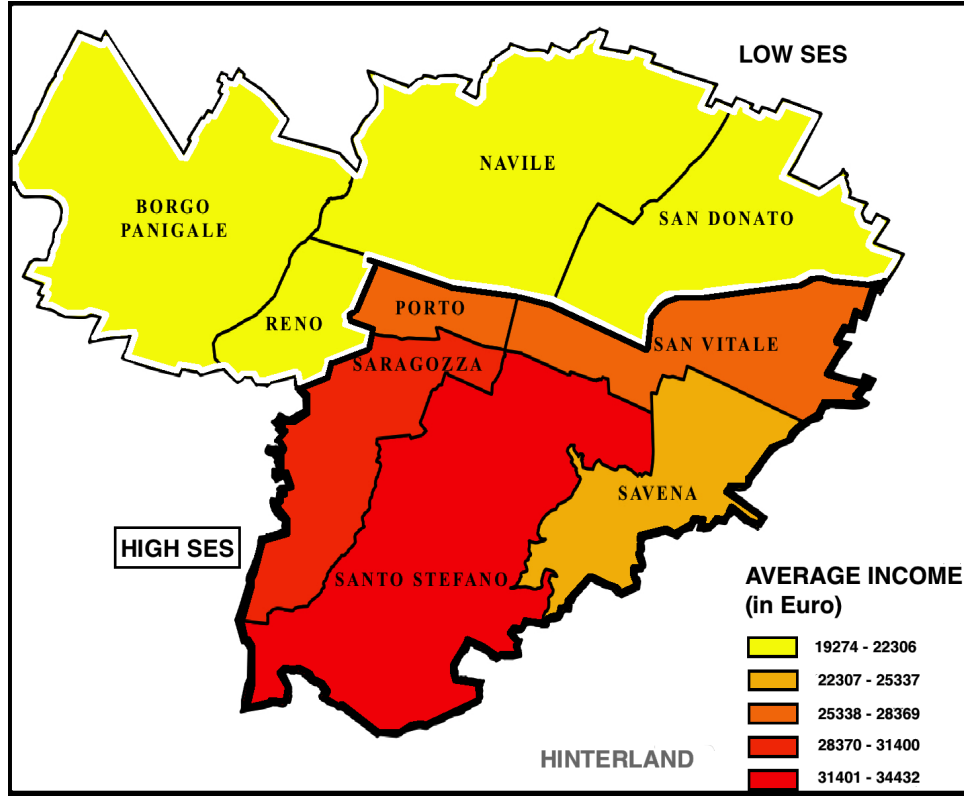 LOW SES
NAVILE
BORGO
PANIGALE
SAN DONATO
PORTO
RENO
SAN VITALE
SARAGOZZA
SAVENA
HIGH SES
SANTO STEFANO
AVERAGE INCOME
(in Euro)
19274 - 22306
22307 - 25337
25338 - 28369
28370 - 31400
31401 - 34432
HINTERLAND